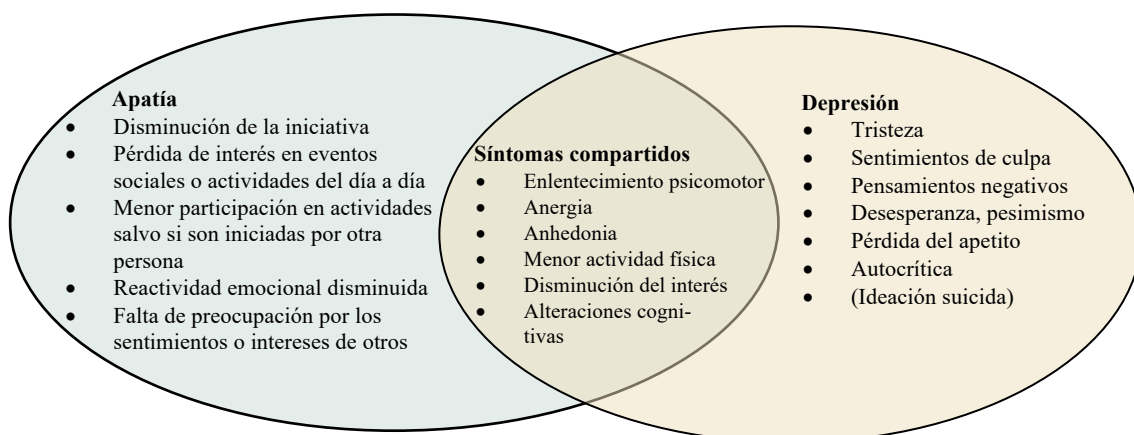 Apatía
• Disminución de la iniciativa
• Pérdida de interés en eventos
sociales o actividades del día a día
• Menor participación en actividades
salvo si son iniciadas por otra
persona
• Reactividad emocional disminuida
• Falta de preocupación por los
sentimientos o intereses de otros
Síntomas compartidos
• Enlentecimiento psicomotor
• Anergia
• Anhedonia
• Menor actividad física
• Disminución del interés
• Alteraciones cogni-
tivas
Depresión
• Tristeza
• Sentimientos de culpa
• Pensamientos negativos
• Desesperanza, pesimismo
• Pérdida del apetito
• Autocrítica
• (Ideación suicida)